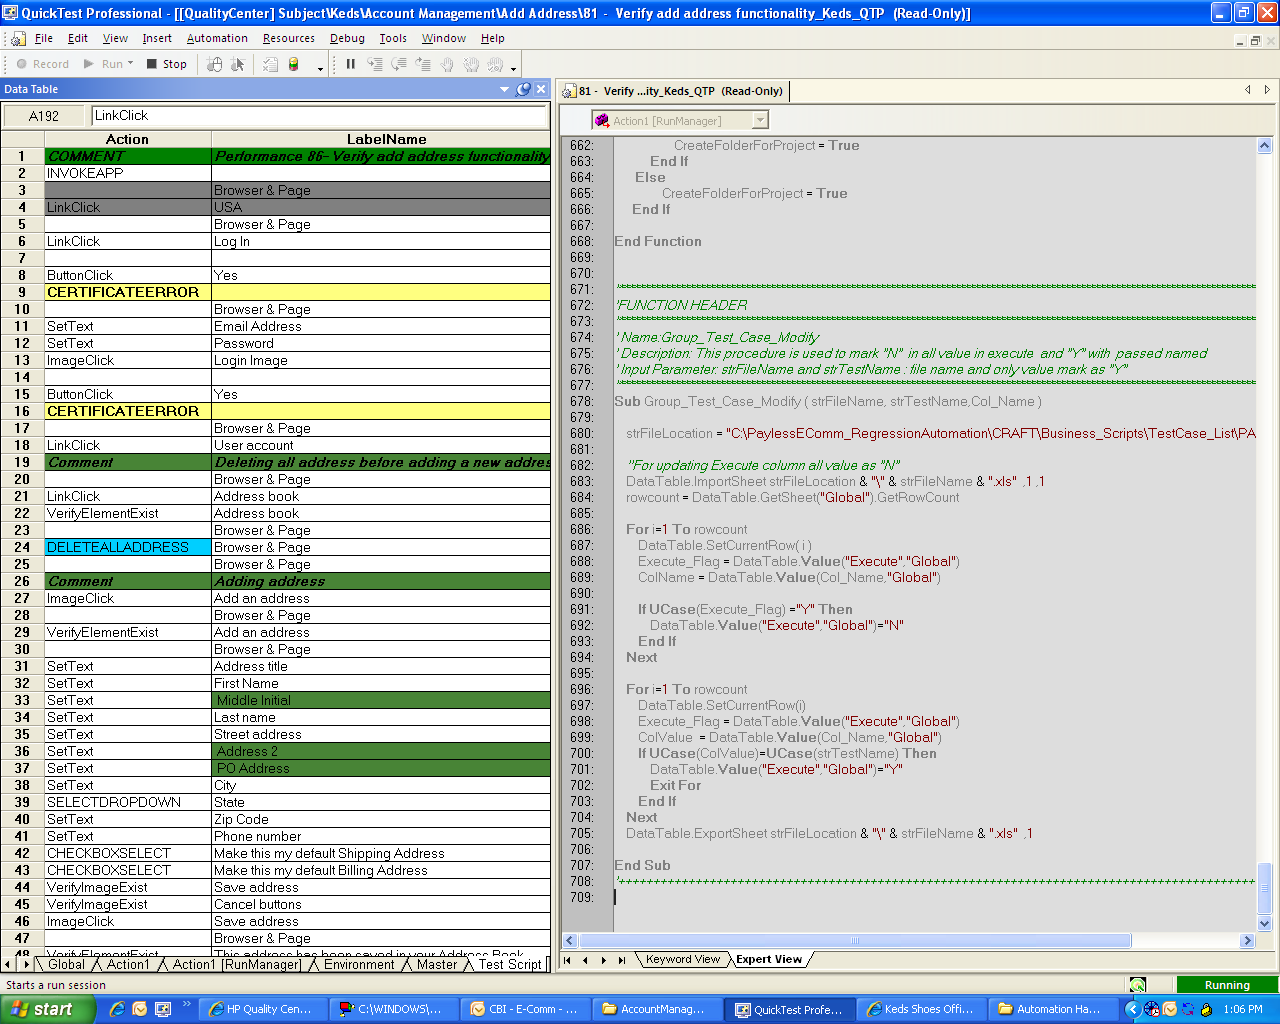 QuickTest Professional - [[QualityCenter] Subject\Keds\Account Management\Add Address\81 - Verify add address functionality_Keds_QTP (Read-Only)]
File Edit View Insert Automation Resources Debug Tools Window Help
Record Run Stop
Data Table
A192 LinkClick
Action LabelName
1 COMMENT Performance 86-Verify add address functionality
2 INVOKEAPP
3 Browser & Page
4 LinkClick USA
5 Browser & Page
6 LinkClick Log In
7
8 ButtonClick Yes
9 CERTIFICATEERROR
10 Browser & Page
11 SetText Email Address
12 SetText Password
13 ImageClick Login Image
14
15 ButtonClick Yes
16 CERTIFICATEERROR
17 Browser & Page
18 LinkClick User account
19 Comment Deleting all address before adding a new addre
20 Browser & Page
21 LinkClick Address book
22 VerifyElementExist Address book
23 Browser & Page
24 DELETEALLADDRESS Browser & Page
25 Browser & Page
26 Comment Adding address
27 ImageClick Add an address
28 Browser & Page
29 VerifyElementExist Add an address
30 Browser & Page
31 SetText Address title
32 SetText First Name
33 SetText Middle Initial
34 SetText Last name
35 SetText Street address
36 SetText Address 2
37 SetText PO Address
38 SetText City
39 SELECTDROPDOWN State
40 SetText Zip Code
41 SetText Phone number
42 CHECKBOXSELECT Make this my default Shipping Address
43 CHECKBOXSELECT Make this my default Billing Address
44 VerifyImageExist Save address
45 VerifyImageExist Cancel buttons
46 ImageClick Save address
47 Browser & Page
48 VerifyElementExist This address has been saved in your Address Book
Global Action1 Action1 [RunManager] Environment Master Test Script
81 - Verify ...ity_Keds_QTP (Read-Only)
Action1 [RunManager]
662: CreateFolderForProject = True
663: End If
664: Else
665: CreateFolderForProject = True
666: End If
667:
668: End Function
669:
670:
671:
672: 'FUNCTION HEADER
673:
674: ' Name:Group_Test_Case_Modify
675: ' Description: This procedure is used to mark "N" in all value in execute and "Y" with passed named
676: ' Input Parameter: strFileName and strTestName : file name and only value mark as "Y"
677:
678: Sub Group_Test_Case_Modify ( strFileName, strTestName,Col_Name )
679:
680: strFileLocation = "C:\PaylessEComm_RegressionAutomation\CRAFT\Business_Scripts\TestCase_List\PA
681:
682: ''For updating Execute column all value as "N"
683: DataTable.ImportSheet strFileLocation & "\" & strFileName & ".xls" ,1 ,1
684: rowcount = DataTable.GetSheet("Global").GetRowCount
685:
686: For i=1 To rowcount
687: DataTable.SetCurrentRow( i )
688: Execute_Flag = DataTable.Value("Execute","Global")
689: ColName = DataTable.Value(Col_Name,"Global")
690:
691: If UCase(Execute_Flag) ="Y" Then
692: DataTable.Value("Execute","Global")="N"
693: End If
694: Next
695:
696: For i=1 To rowcount
697: DataTable.SetCurrentRow(i)
698: Execute_Flag = DataTable.Value("Execute","Global")
699: ColValue = DataTable.Value(Col_Name,"Global")
700: If UCase(ColValue)=UCase(strTestName) Then
701: DataTable.Value("Execute","Global")="Y"
702: Exit For
703: End If
704: Next
705: DataTable.ExportSheet strFileLocation & "\" & strFileName & ".xls" ,1
706:
707: End Sub
708:
709:
Keyword View Expert View
Starts a run session
Running
start HP Quality Cen... C:\WINDOWS\... CBI - E-Comm - ... AccountManag... QuickTest Profe... Keds Shoes Offi... Automation Ha... 1:06 PM